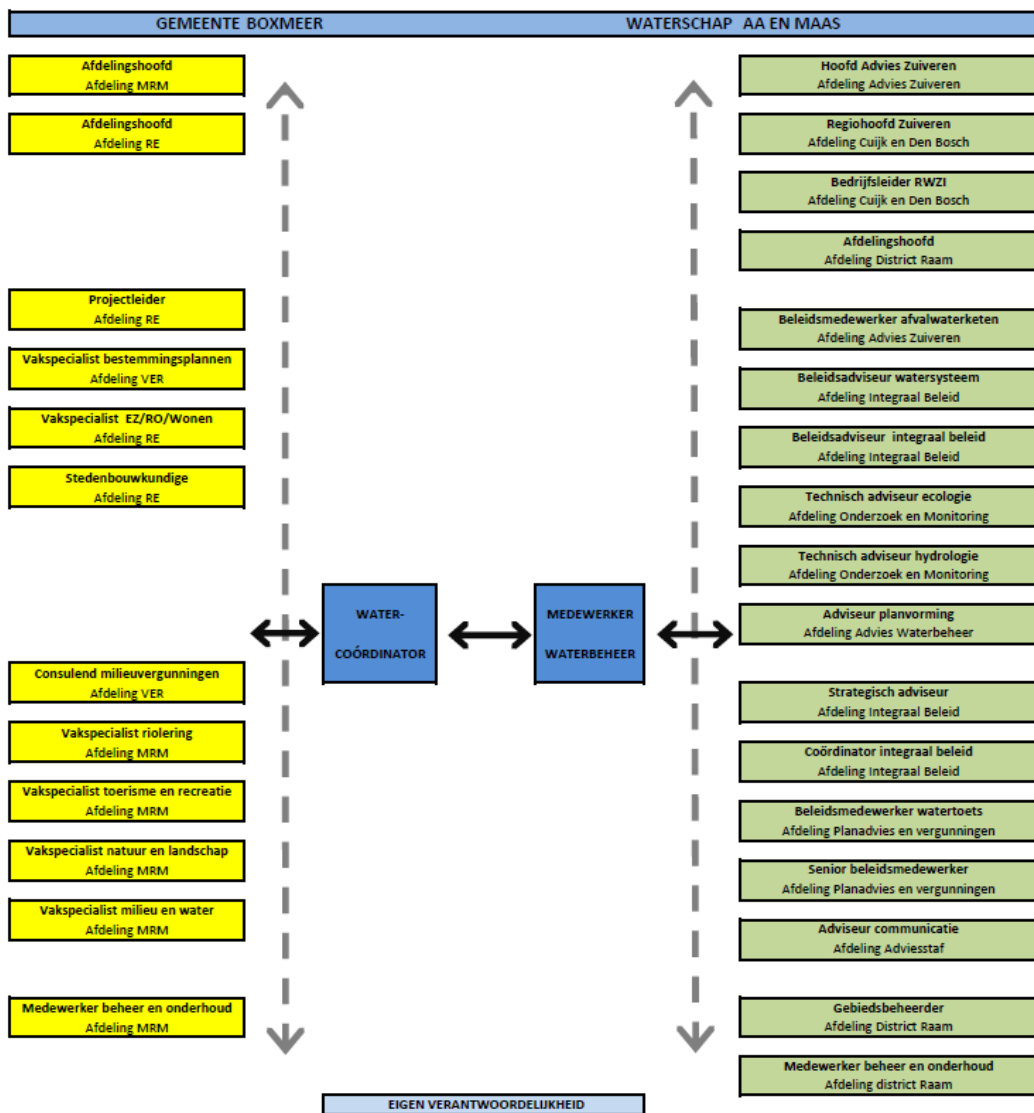 GEMEENTE BOXMEER
WATERSCHAP AA EN MAAS
Afdelingshoofd
Afdeling MRM
Afdelingshoofd
Afdeling RE
Projectleider
Afdeling RE
Vakspecialist bestemmingsplannen
Afdeling VER
Vakspecialist EZ/RO/Wonen
Afdeling RE
Stedenbouwkundige
Afdeling RE
Consulend milieuvergunningen
Afdeling VER
Vakspecialist riolering
Afdeling MRM
Vakspecialist toerisme en recreatie
Afdeling MRM
Vakspecialist natuur en landschap
Afdeling MRM
Vakspecialist milieu en water
Afdeling MRM
Medewerker beheer en onderhoud
Afdeling MRM
WATER-
COÓRDINATOR
MEDEWERKER
WATERBEHEER
Hoofd Advies Zuiveren
Afdeling Advies Zuiveren
Regiohoofd Zuiveren
Afdeling Cuijk en Den Bosch
Bedrijfsleider RWZI
Afdeling Cuijk en Den Bosch
Afdelingshoofd
Afdeling District Raam
Beleidsmedewerker afvalwaterketen
Afdeling Advies Zuiveren
Beleidsadviseur watersysteem
Afdeling Integraal Beleid
Beleidsadviseur integraal beleid
Afdeling Integraal Beleid
Technisch adviseur ecologie
Afdeling Onderzoek en Monitoring
Technisch adviseur hydrologie
Afdeling Onderzoek en Monitoring
Adviseur planvorming
Afdeling Advies Waterbeheer
Strategisch adviseur
Afdeling Integraal Beleid
Coördinator integraal beleid
Afdeling Integraal Beleid
Beleidsmedewerker watertoets
Afdeling Planadvies en vergunningen
Senior beleidsmedewerker
Afdeling Planadvies en vergunningen
Adviseur communicatie
Afdeling Adviesstaf
Gebiedsbeheerder
Afdeling District Raam
Medewerker beheer en onderhoud
Afdeling district Raam
EIGEN VERANTWOORDELIJKHEID